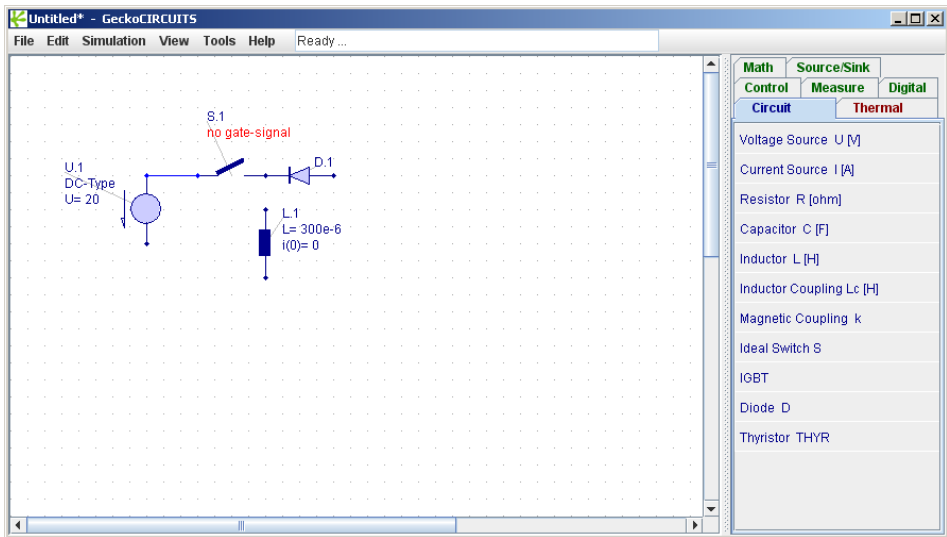 Untitled* - GeckoCIRCUITS
File Edit Simulation View Tools Help Ready ...
Math Source/Sink
Control Measure Digital
Circuit Thermal
S.1
no gate-signal
U.1
DC-Type
U= 20
D.1
L.1
L= 300e-6
i(0)= 0
Voltage Source U [V]
Current Source I [A]
Resistor R [ohm]
Capacitor C [F]
Inductor L [H]
Inductor Coupling Lc [H]
Magnetic Coupling k
Ideal Switch S
IGBT
Diode D
Thyristor THYR